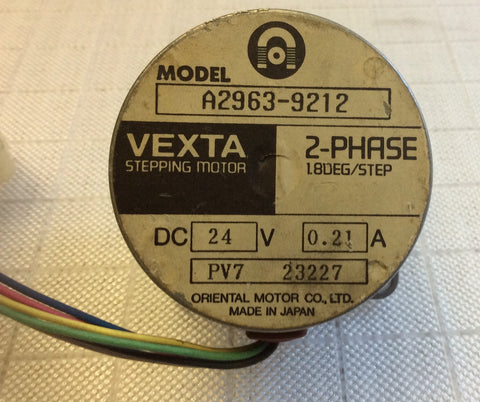 MODEL
A2963-9212
VEXTA
STEPPING MOTOR
2-PHASE
1.8DEG/STEP
DC 24 V 0.21 A
PV7 23227
ORIENTAL MOTOR CO., LTD.
MADE IN JAPAN